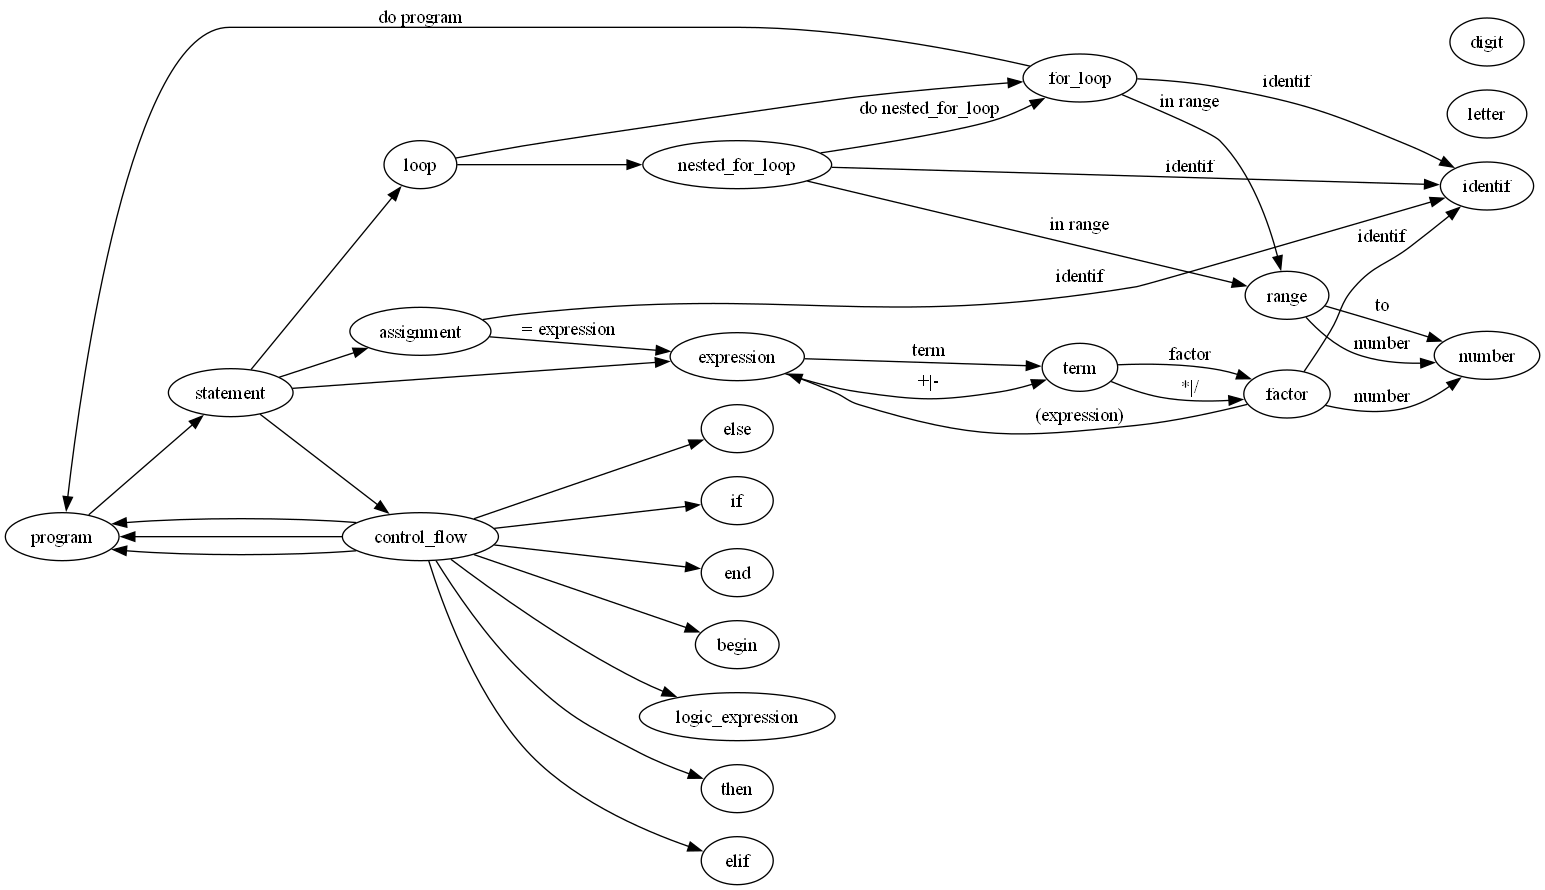 do program
digit
for_loop
identif
in range
do nested_for_loop
letter
loop
nested_for_loop
identif
identif
in range
identif
identif
range
to
assignment
= expression
number
number
expression
term
term
factor
+|-
*|/
factor
number
statement
(expression)
else
if
program
control_flow
end
begin
logic_expression
then
elif